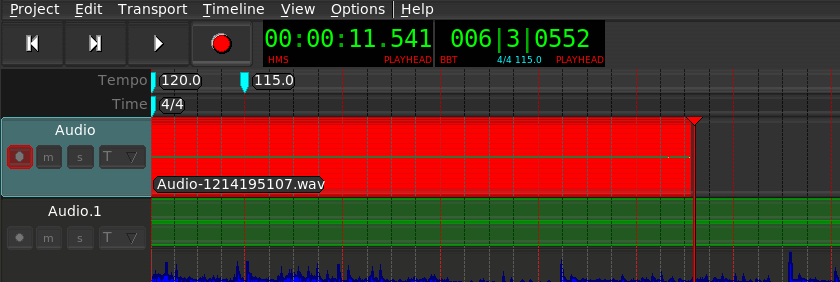 Project Edit Transport Timeline View Options Help
00:00:11.541 006|3|0552
HMS PLAYHEAD BBT 4/4 115.0 PLAYHEAD
Tempo 120.0 115.0
Time 4/4
Audio
m s T
Audio-1214195107.wav
Audio.1
m s T